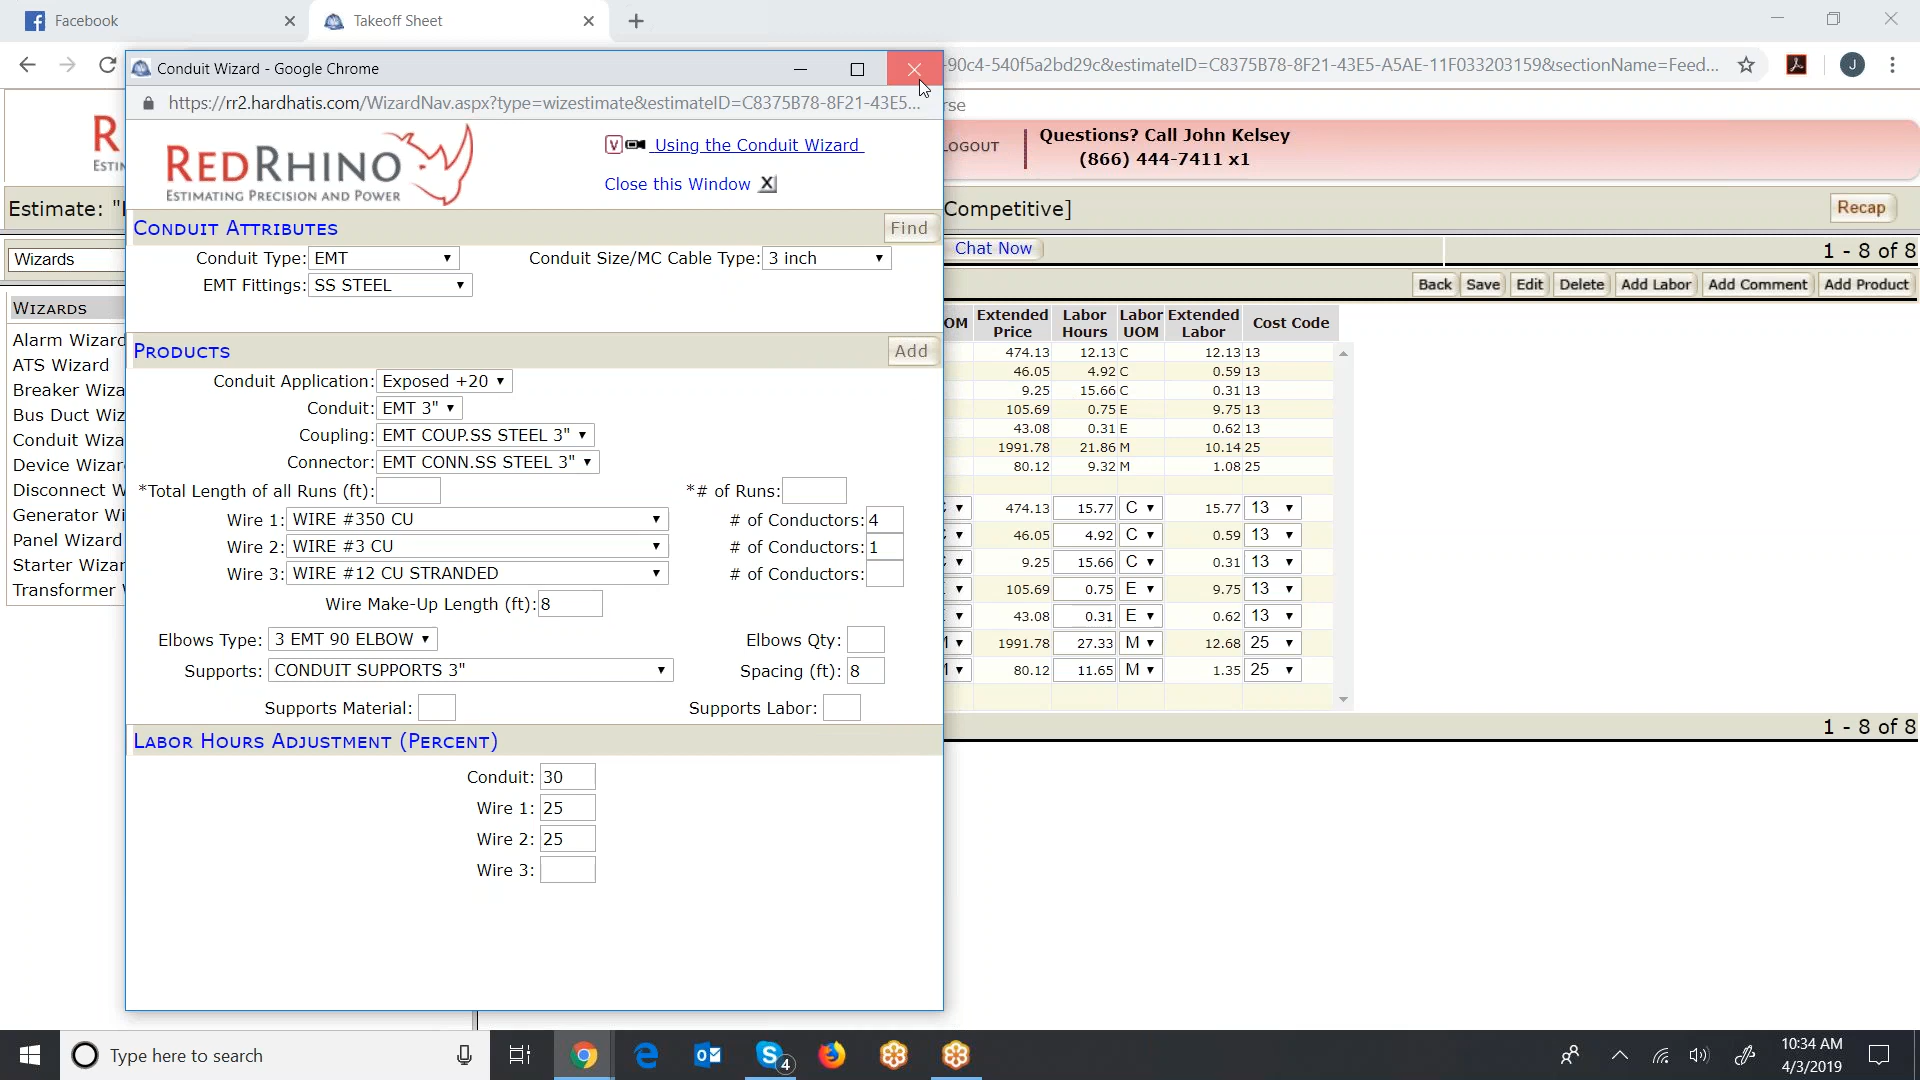 Facebook
Takeoff Sheet
Conduit Wizard - Google Chrome
-90c4-540f5a2bd29c&estimateID=C8375B78-8F21-43E5-A5AE-11F033203159&sectionName=Feed...
https://rr2.hardhatis.com/WizardNav.aspx?type=wizestimate&estimateID=C8375B78-8F21-43E5...
REDRHINO
ESTIMATING PRECISION AND POWER
V Using the Conduit Wizard
Close this Window X
LOGOUT
Questions? Call John Kelsey
(866) 444-7411 x1
Estimate: "
Competitive]
Recap
Wizards
Chat Now
1 - 8 of 8
Back Save Edit Delete Add Labor Add Comment Add Product
WIZARDS
Alarm Wizard
ATS Wizard
Breaker Wiza
Bus Duct Wiz
Conduit Wiza
Device Wizar
Disconnect W
Generator Wi
Panel Wizard
Starter Wizar
Transformer
CONDUIT ATTRIBUTES Find
Conduit Type: EMT Conduit Size/MC Cable Type: 3 inch
EMT Fittings: SS STEEL
PRODUCTS Add
Conduit Application: Exposed +20
Conduit: EMT 3"
Coupling: EMT COUP.SS STEEL 3"
Connector: EMT CONN.SS STEEL 3"
*Total Length of all Runs (ft): *# of Runs:
Wire 1: WIRE #350 CU # of Conductors: 4
Wire 2: WIRE #3 CU # of Conductors: 1
Wire 3: WIRE #12 CU STRANDED # of Conductors:
Wire Make-Up Length (ft): 8
Elbows Type: 3 EMT 90 ELBOW Elbows Qty:
Supports: CONDUIT SUPPORTS 3" Spacing (ft): 8
Supports Material: Supports Labor:
LABOR HOURS ADJUSTMENT (PERCENT)
Conduit: 30
Wire 1: 25
Wire 2: 25
Wire 3:
OM Extended Price Labor Hours Labor UOM Extended Labor Cost Code
474.13 12.13 C 12.13 13
46.05 4.92 C 0.59 13
9.25 15.66 C 0.31 13
105.69 0.75 E 9.75 13
43.08 0.31 E 0.62 13
1991.78 21.86 M 10.14 25
80.12 9.32 M 1.08 25
474.13 15.77 C 15.77 13
46.05 4.92 C 0.59 13
9.25 15.66 C 0.31 13
105.69 0.75 E 9.75 13
43.08 0.31 E 0.62 13
1991.78 27.33 M 12.68 25
80.12 11.65 M 1.35 25
1 - 8 of 8
Type here to search
4
10:34 AM
4/3/2019